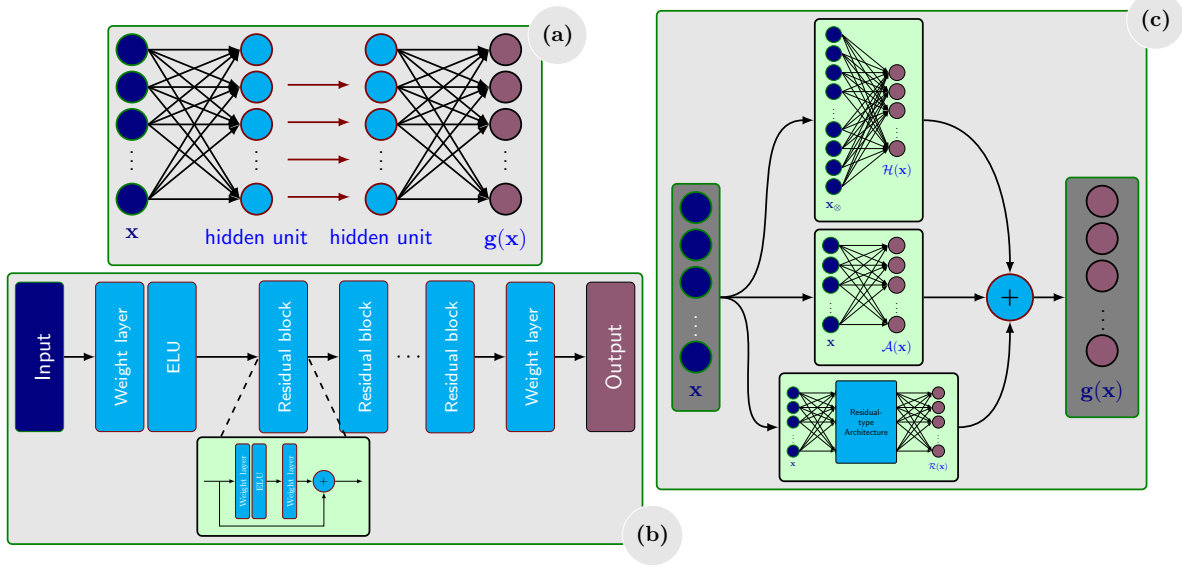 (a)
x
hidden unit
hidden unit
g(x)
Input
Weight layer
ELU
Residual block
Residual block
Residual block
Weight layer
Output
Weight layer
ELU
Weight layer
+
(b)
(c)
x
x⊗
H(x)
x
A(x)
x
Residual-
type
Architecture
R(x)
+
g(x)